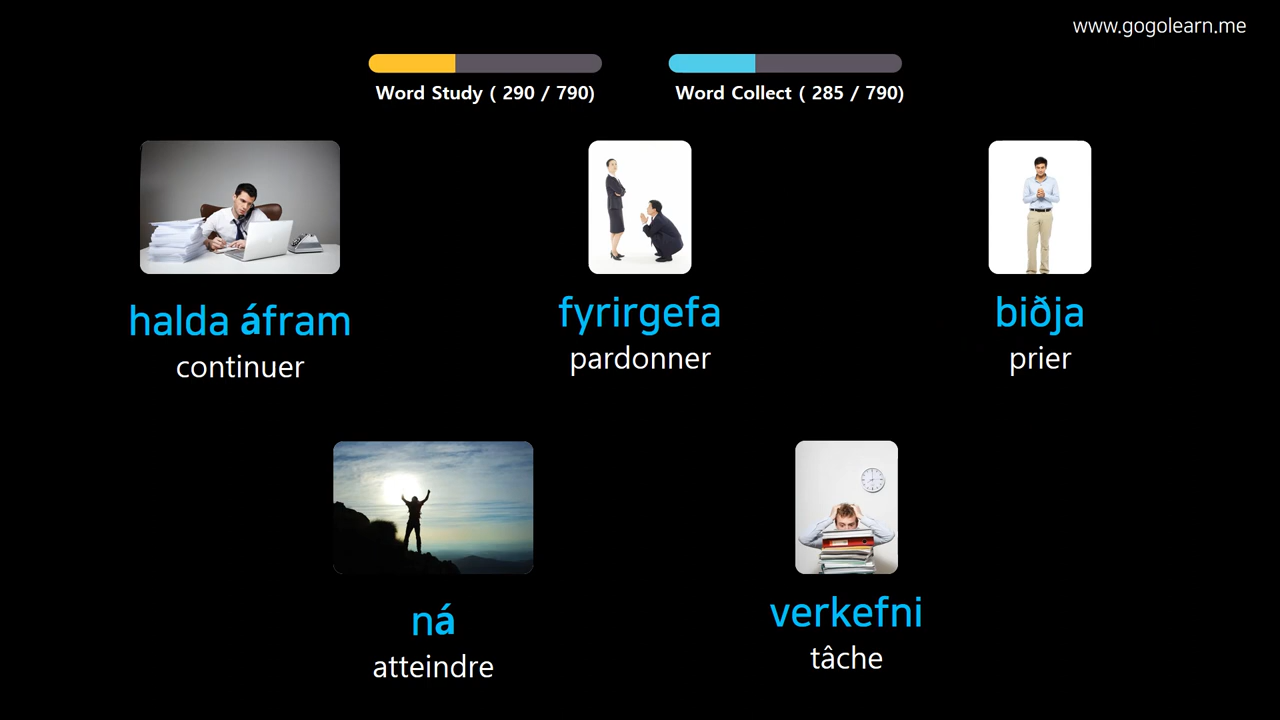 www.gogolearn.me
Word Study ( 290 / 790)
Word Collect ( 285 / 790)
halda áfram
continuer
fyrirgefa
pardonner
biðja
prier
ná
atteindre
verkefni
tâche